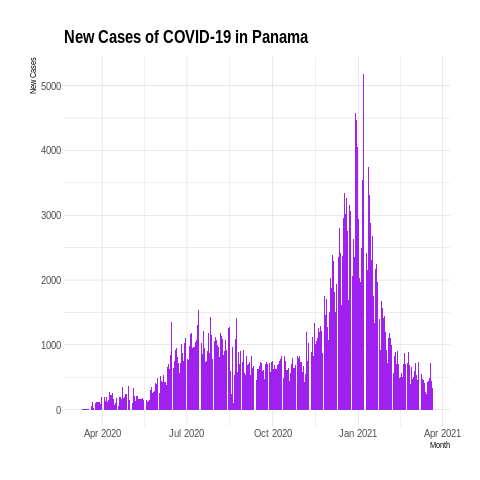 New Cases of COVID-19 in Panama
New Cases
5000
4000
3000
2000
1000
0
Apr 2020
Jul 2020
Oct 2020
Jan 2021
Apr 2021
Month